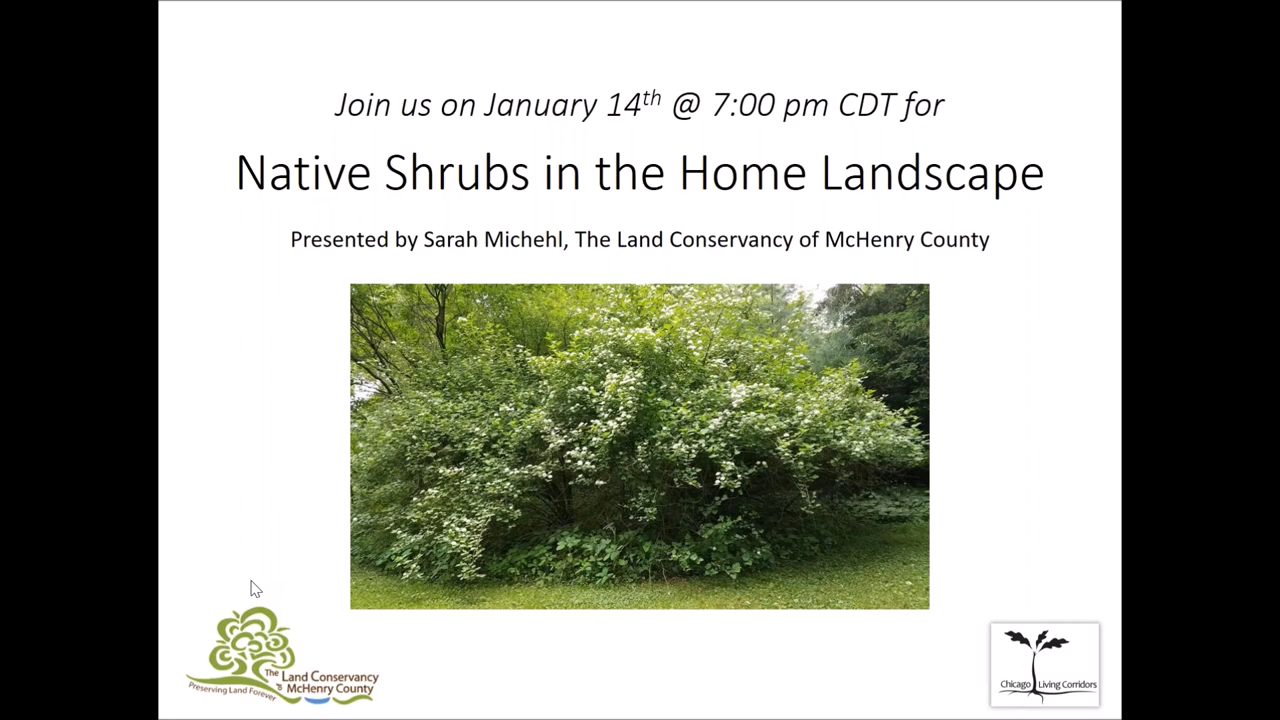 Join us on January 14th @ 7:00 pm CDT for
Native Shrubs in the Home Landscape
Presented by Sarah Michehl, The Land Conservancy of McHenry County
The Land Conservancy
of McHenry County
Preserving Land Forever
Chicago Living Corridors